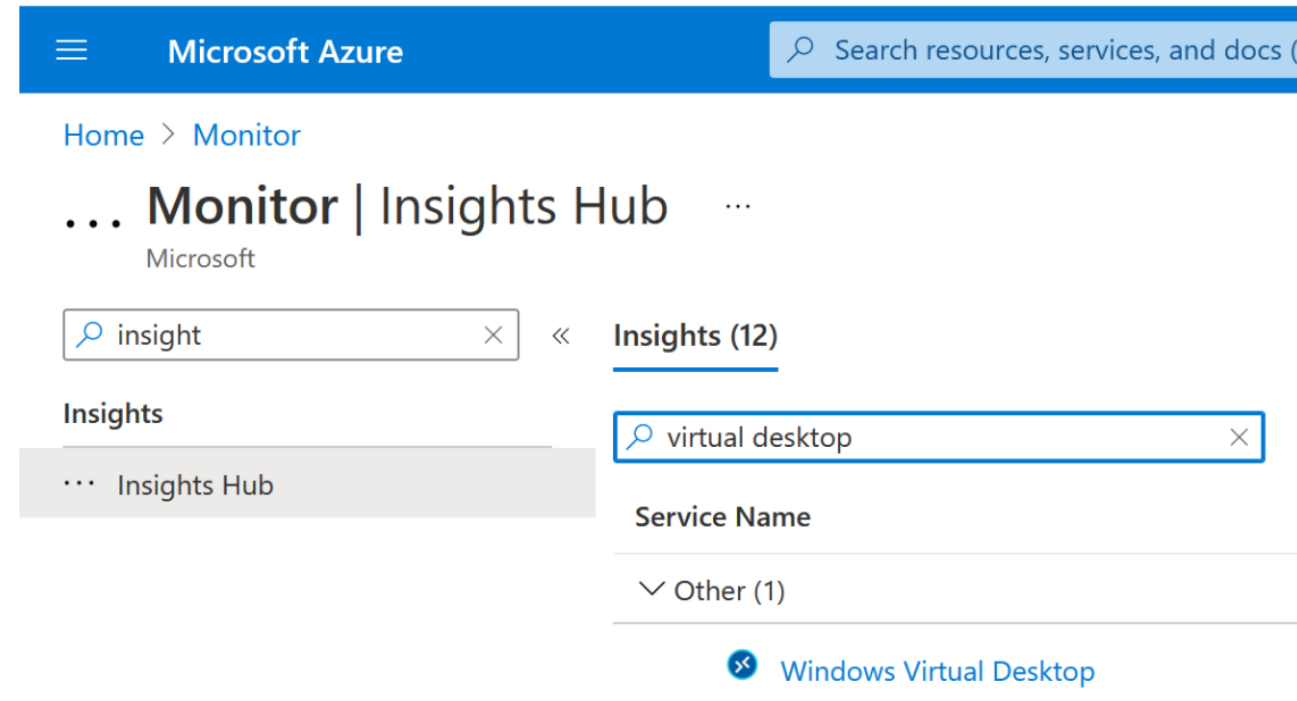 Microsoft Azure
Search resources, services, and docs (
Home > Monitor
... Monitor | Insights Hub ...
Microsoft
insight
Insights
... Insights Hub
«
Insights (12)
virtual desktop
Service Name
Other (1)
Windows Virtual Desktop